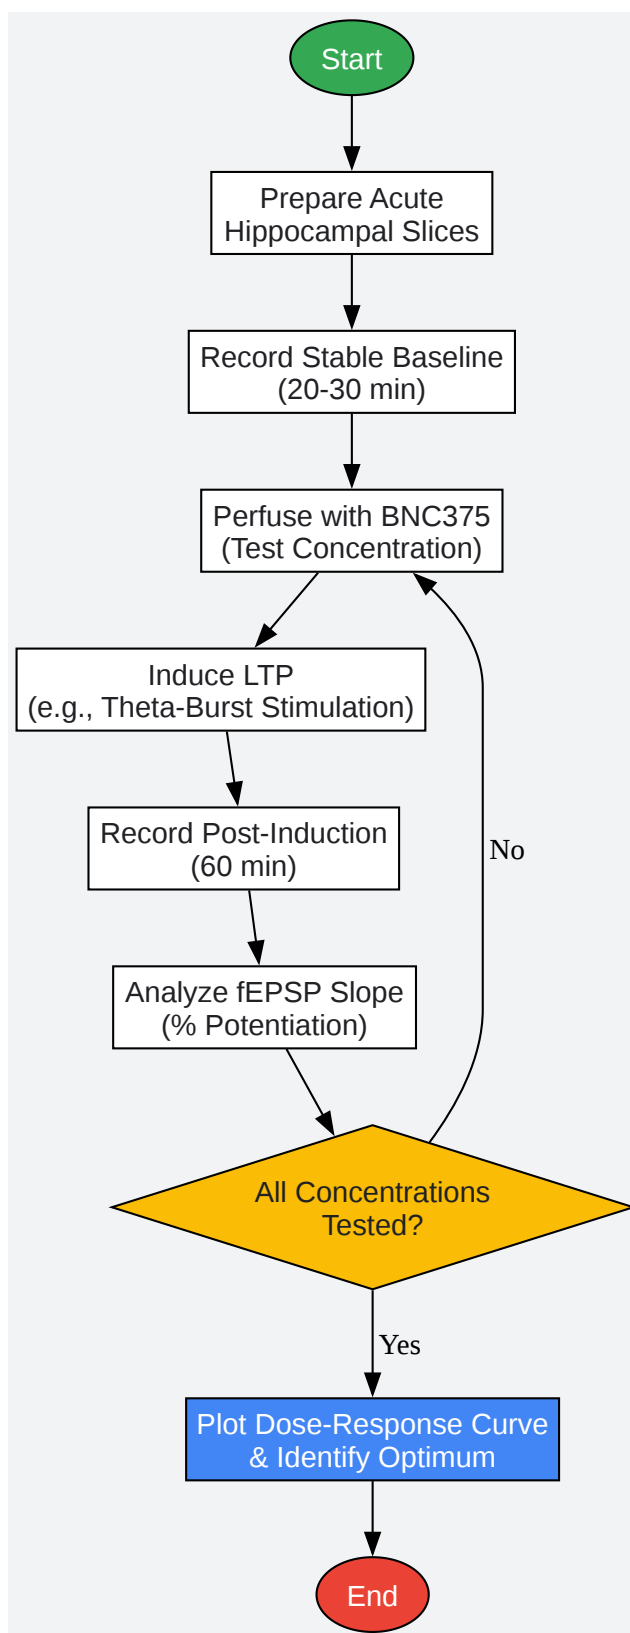 Start
Prepare Acute
Hippocampal Slices
Record Stable Baseline
(20-30 min)
Perfuse with BNC375
(Test Concentration)
Induce LTP
(e.g., Theta-Burst Stimulation)
Record Post-Induction
(60 min)
No
Analyze fEPSP Slope
(% Potentiation)
All Concentrations
Tested?
Yes
Plot Dose-Response Curve
& Identify Optimum
End